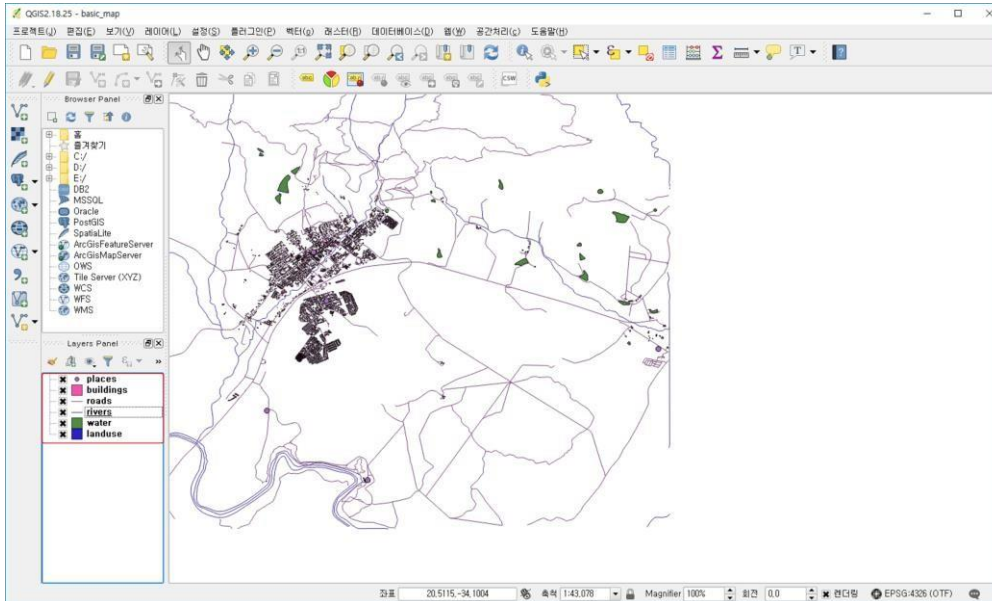 QGIS2.18.25 - basic_map
프로젝트(J) 편집(E) 보기(V) 레이어(L) 설정(S) 플러그인(P) 벡터(o) 래스터(R) 데이터베이스(D) 웹(W) 공간처리(c) 도움말(H)
abc CSW
Browser Panel
홈
즐겨찾기
C:/
D:/
E:/
DB2
MSSQL
Oracle
PostGIS
SpatiaLite
ArcGisFeatureServer
ArcGisMapServer
OWS
Tile Server (XYZ)
WCS
WFS
WMS
Layers Panel
places
buildings
roads
rivers
water
landuse
좌표 20.5115,-34.1004 축척 1:43,078 Magnifier 100% 회전 0.0 렌더링 EPSG:4326 (OTF)